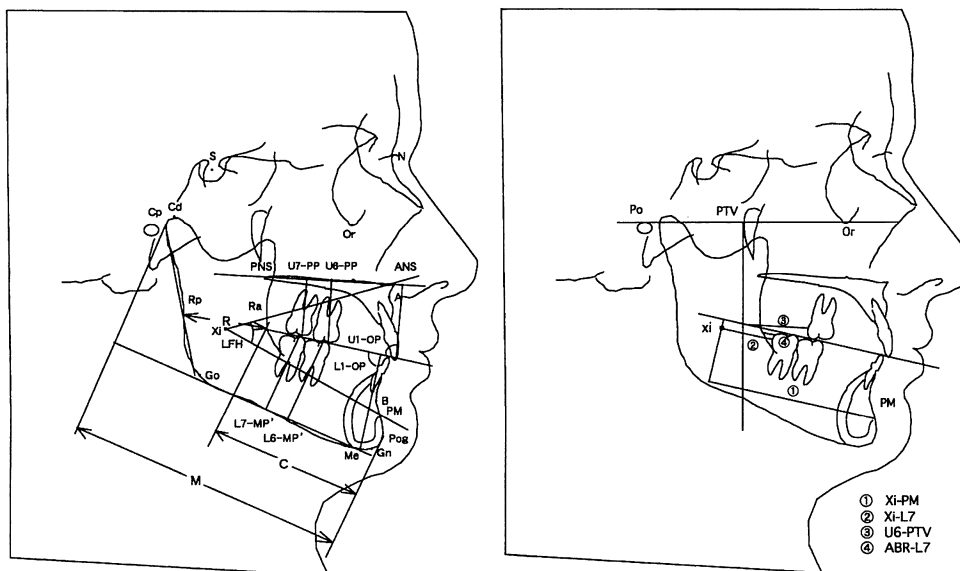 S
N
Cp
Cd
Or
PNS
U7-PP
U6-PP
ANS
A
Rp
Ra
R
Xi
LFH
U1-OP
L1-OP
Go
B
PM
L7-MP'
L6-MP'
Pog
Me
Gn
C
M
Po
PTV
Or
Xi
③
②
④
①
PM
① Xi-PM
② Xi-L7
③ U6-PTV
④ ABR-L7